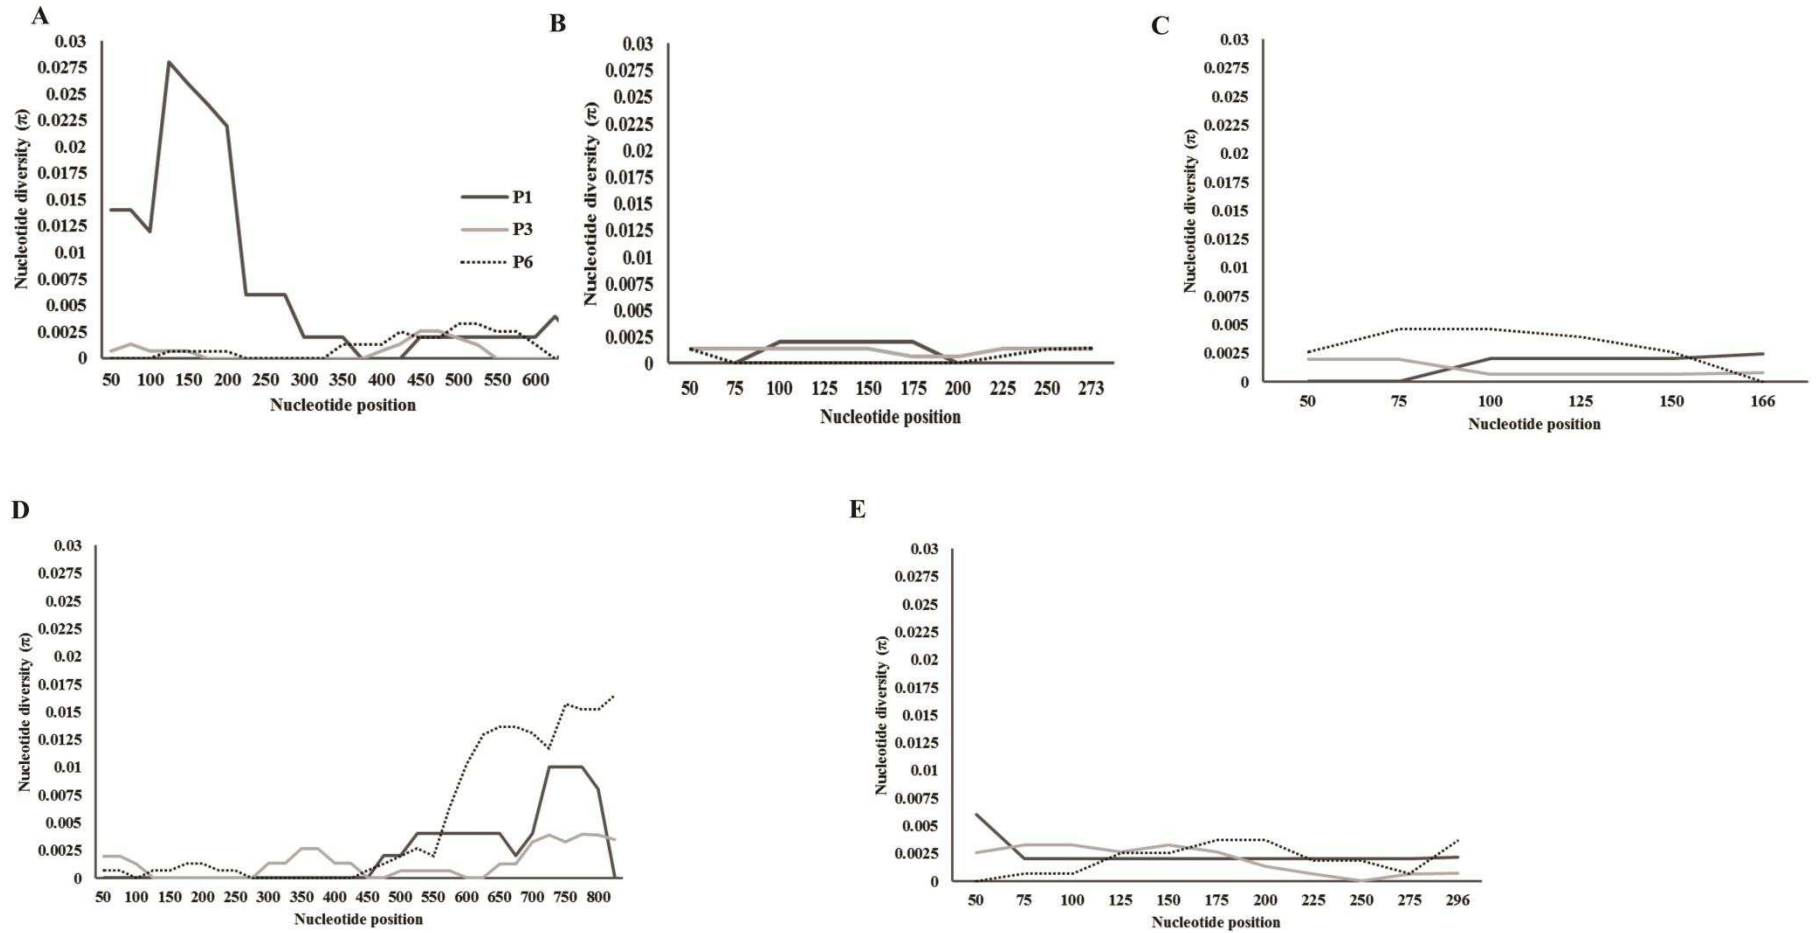 A
0.03
0.0275
0.025
0.0225
0.02
0.0175
0.015
0.0125
0.01
0.0075
0.005
0.0025
0
Nucleotide diversity (π)
50 100 150 200 250 300 350 400 450 500 550 600
Nucleotide position
P1
P3
P6
B
0.03
0.0275
0.025
0.0225
0.02
0.0175
0.015
0.0125
0.01
0.0075
0.005
0.0025
0
Nucleotide diversity (π)
50 75 100 125 150 175 200 225 250 273
Nucleotide position
C
0.03
0.0275
0.025
0.0225
0.02
0.0175
0.015
0.0125
0.01
0.0075
0.005
0.0025
0
Nucleotide diversity (π)
50 75 100 125 150 166
Nucleotide position
D
0.03
0.0275
0.025
0.0225
0.02
0.0175
0.015
0.0125
0.01
0.0075
0.005
0.0025
0
Nucleotide diversity (π)
50 100 150 200 250 300 350 400 450 500 550 600 650 700 750 800
Nucleotide position
E
0.03
0.0275
0.025
0.0225
0.02
0.0175
0.015
0.0125
0.01
0.0075
0.005
0.0025
0
Nucleotide diversity (π)
50 75 100 125 150 175 200 225 250 275 296
Nucleotide position